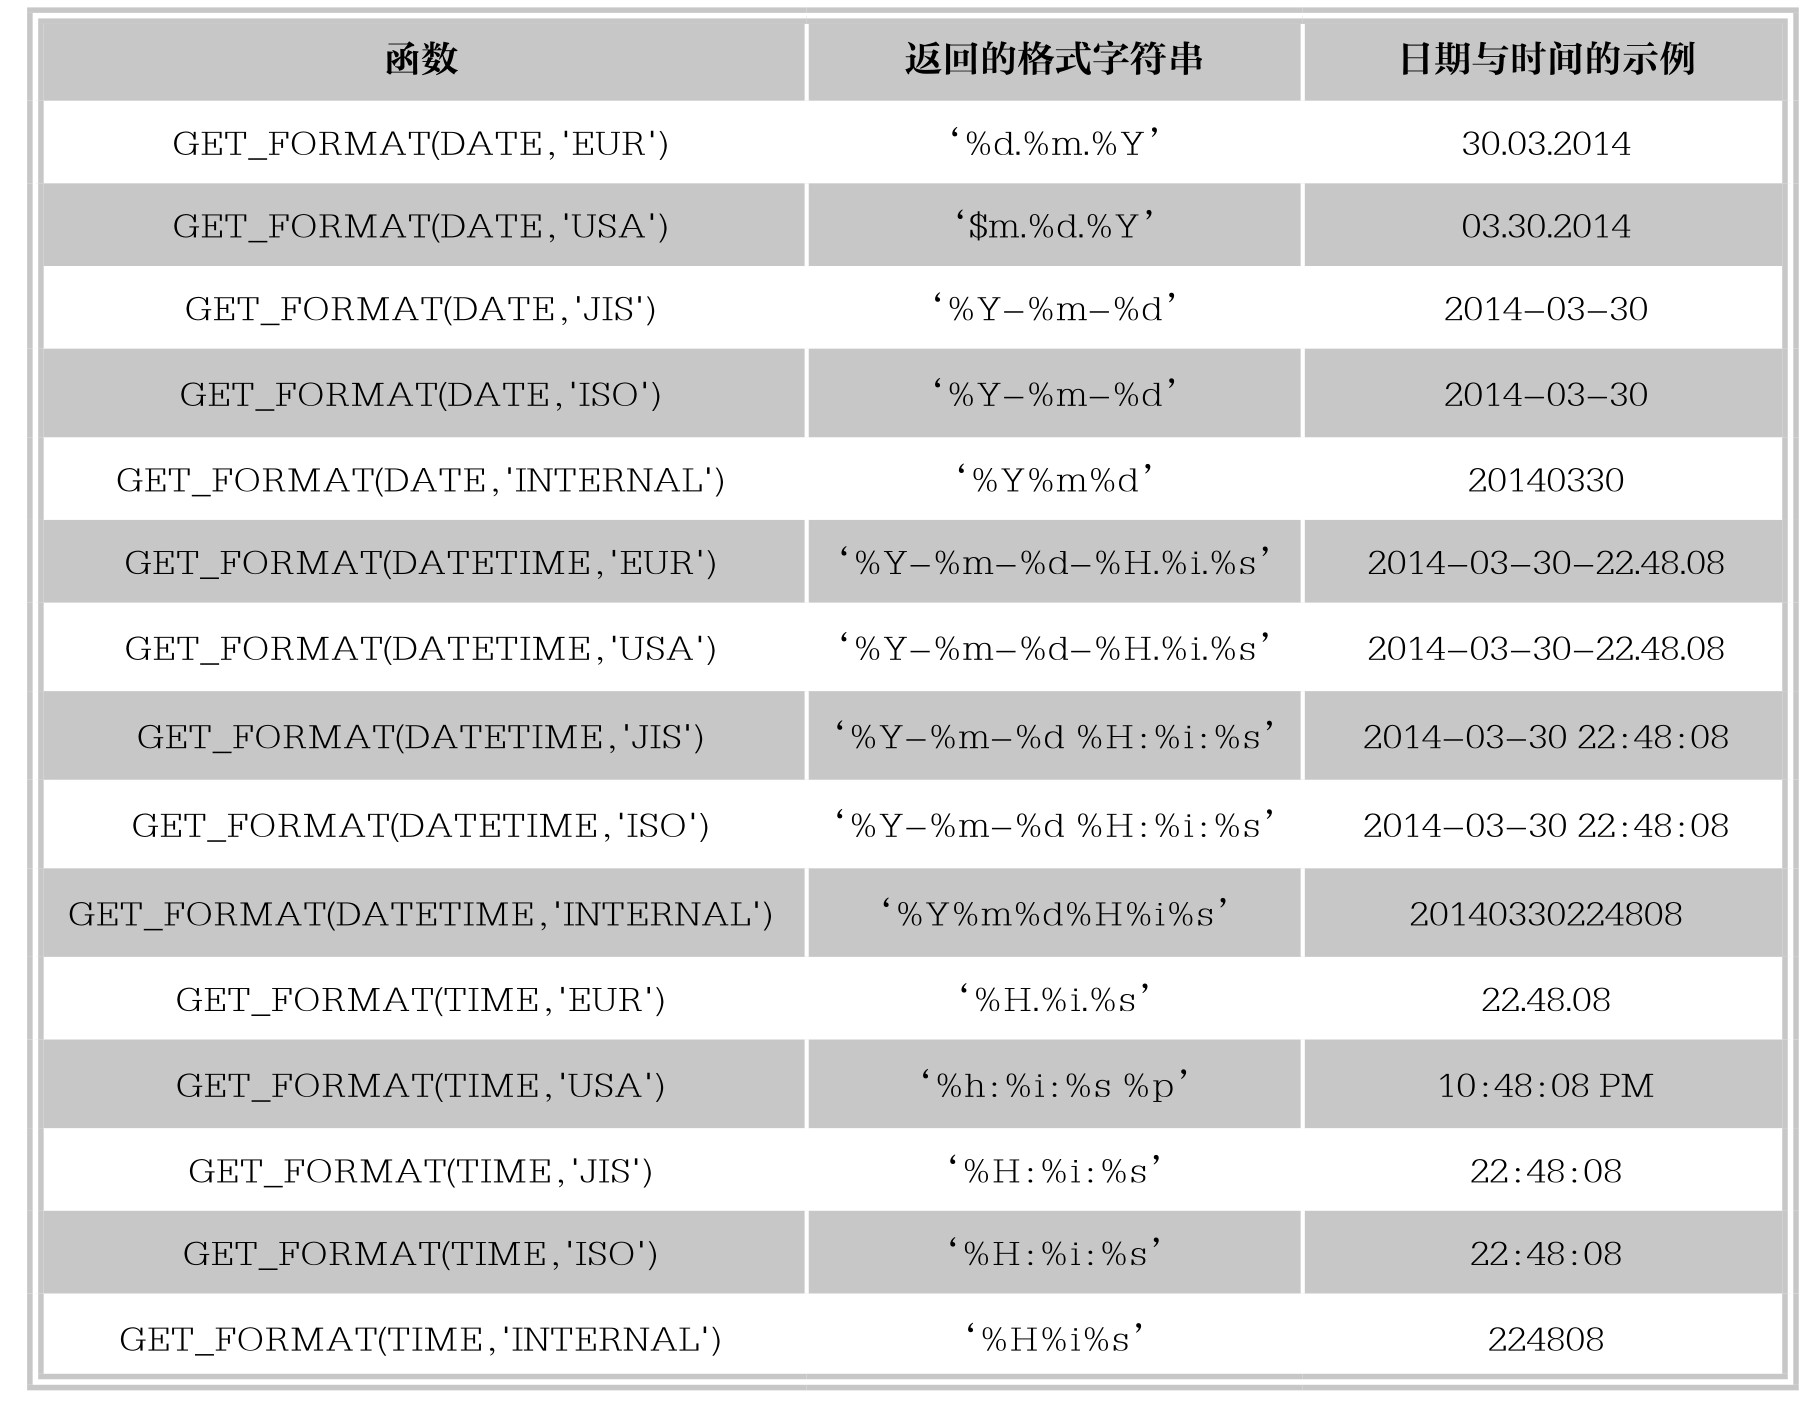 函数 返回的格式字符串 日期与时间的示例
GET_FORMAT(DATE,'EUR') ‘%d.%m.%Y’ 30.03.2014
GET_FORMAT(DATE,'USA') ‘$m.%d.%Y’ 03.30.2014
GET_FORMAT(DATE,'JIS') ‘%Y–%m–%d’ 2014–03–30
GET_FORMAT(DATE,'ISO') ‘%Y–%m–%d’ 2014–03–30
GET_FORMAT(DATE,'INTERNAL') ‘%Y%m%d’ 20140330
GET_FORMAT(DATETIME,'EUR') ‘%Y–%m–%d–%H.%i.%s’ 2014–03–30–22.48.08
GET_FORMAT(DATETIME,'USA') ‘%Y–%m–%d–%H.%i.%s’ 2014–03–30–22.48.08
GET_FORMAT(DATETIME,'JIS') ‘%Y–%m–%d %H:%i:%s’ 2014–03–30 22:48:08
GET_FORMAT(DATETIME,'ISO') ‘%Y–%m–%d %H:%i:%s’ 2014–03–30 22:48:08
GET_FORMAT(DATETIME,'INTERNAL') ‘%Y%m%d%H%i%s’ 20140330224808
GET_FORMAT(TIME,'EUR') ‘%H.%i.%s’ 22.48.08
GET_FORMAT(TIME,'USA') ‘%h:%i:%s %p’ 10:48:08 PM
GET_FORMAT(TIME,'JIS') ‘%H:%i:%s’ 22:48:08
GET_FORMAT(TIME,'ISO') ‘%H:%i:%s’ 22:48:08
GET_FORMAT(TIME,'INTERNAL') ‘%H%i%s’ 224808